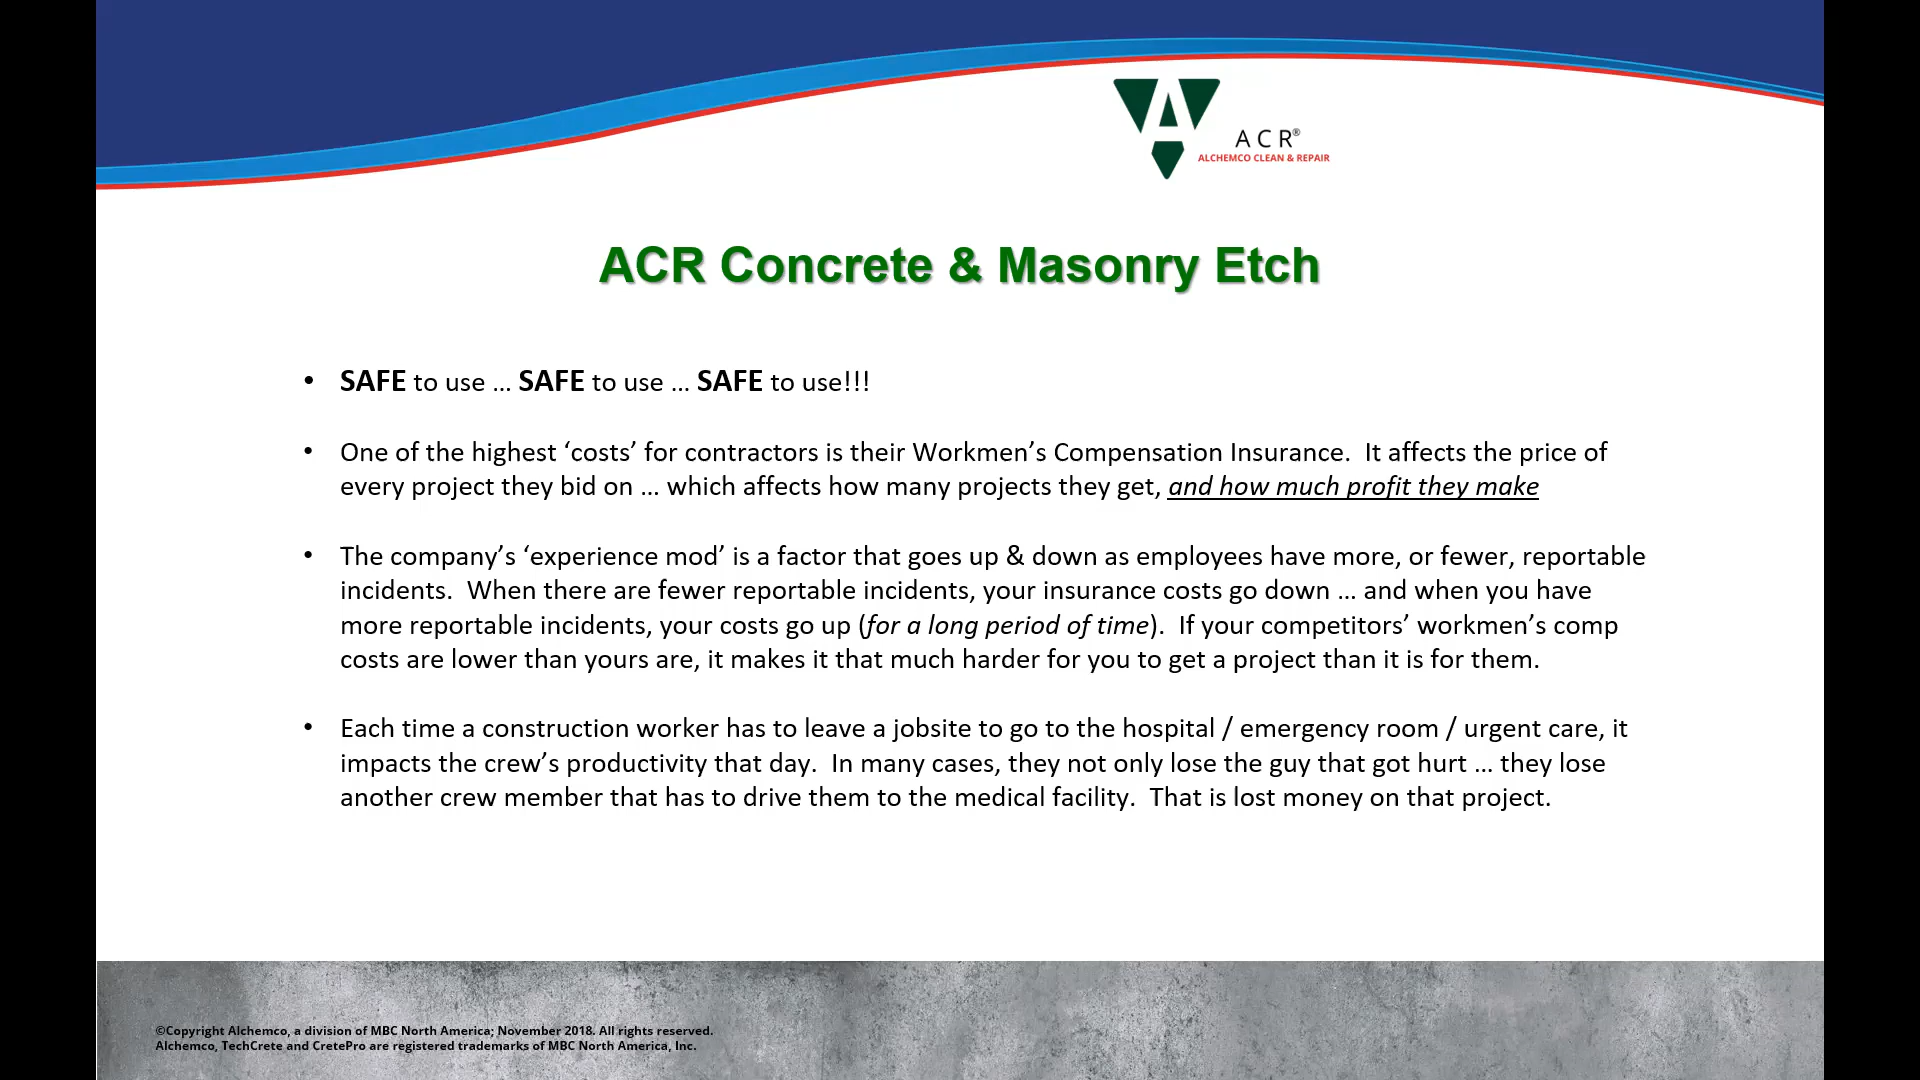 A C R®
ALCHEMCO CLEAN & REPAIR
ACR Concrete & Masonry Etch
• SAFE to use … SAFE to use … SAFE to use!!!
• One of the highest ‘costs’ for contractors is their Workmen’s Compensation Insurance.  It affects the price of
every project they bid on … which affects how many projects they get, and how much profit they make
• The company’s ‘experience mod’ is a factor that goes up & down as employees have more, or fewer, reportable
incidents.  When there are fewer reportable incidents, your insurance costs go down … and when you have
more reportable incidents, your costs go up (for a long period of time).  If your competitors’ workmen’s comp
costs are lower than yours are, it makes it that much harder for you to get a project than it is for them.
• Each time a construction worker has to leave a jobsite to go to the hospital / emergency room / urgent care, it
impacts the crew’s productivity that day.  In many cases, they not only lose the guy that got hurt … they lose
another crew member that has to drive them to the medical facility.  That is lost money on that project.
©Copyright Alchemco, a division of MBC North America; November 2018. All rights reserved.
Alchemco, TechCrete and CretePro are registered trademarks of MBC North America, Inc.